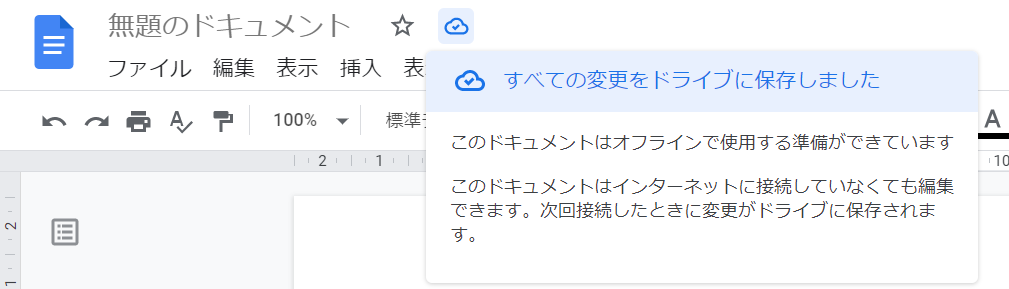 無題のドキュメント
ファイル 編集 表示 挿入 表
すべての変更をドライブに保存しました
100% 標準
A
このドキュメントはオフラインで使用する準備ができています
2 1 10
このドキュメントはインターネットに接続していなくても編集
できます。次回接続したときに変更がドライブに保存されま
す。
2
1